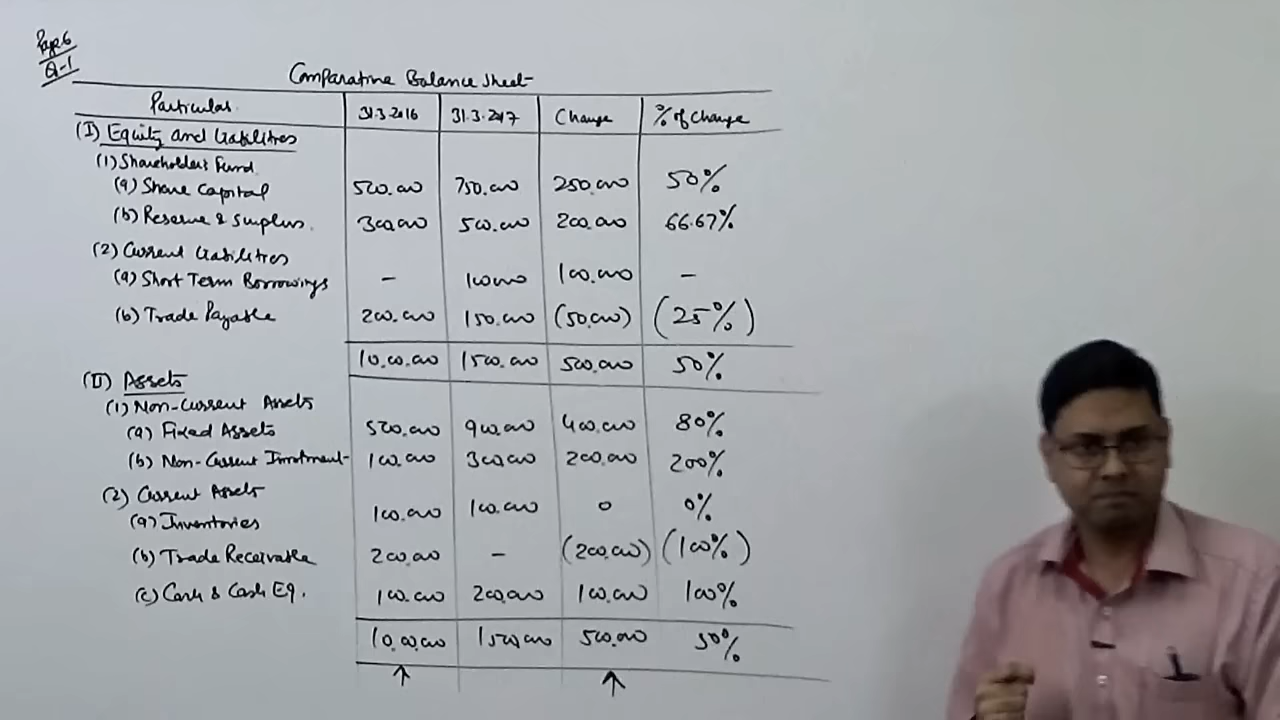 Page 6
Q-1
Comparative Balance Sheet
Particulars 31.3.2016 31.3.2017 Change % of Change
(I) Equity and Liabilities
(1) Shareholders Fund
(a) Share Capital 500,000 750,000 250,000 50%
(b) Reserve & Surplus. 300,000 500,000 200,000 66.67%
(2) Current Liabilities
(a) Short Term Borrowings - 100000 100,000 -
(b) Trade Payable 200,000 150,000 (50,000) (25%)
10,00,000 1500,000 500,000 50%
(II) Assets
(1) Non-Current Assets
(a) Fixed Assets 500,000 900,000 400,000 80%
(b) Non-Current Investment 100,000 300,000 200,000 200%
(2) Current Assets
(a) Inventories 100,000 100,000 0 0%
(b) Trade Receivable 200,000 - (200,000) (100%)
(c) Cash & Cash Eq. 100,000 200,000 100,000 100%
10,00,000 1500,000 500,000 50%